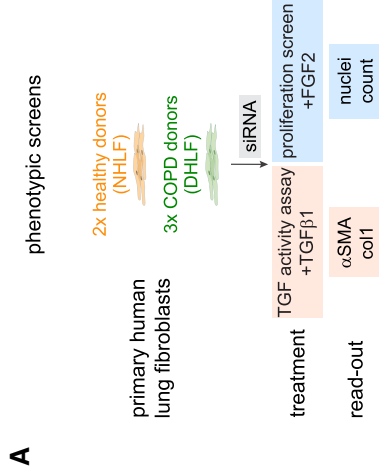 A
phenotypic screens
primary human
lung fibroblasts
2x healthy donors
(NHLF)
3x COPD donors
(DHLF)
siRNA
treatment
TGF activity assay
+TGFβ1
proliferation screen
+FGF2
read-out
αSMA
col1
nuclei
count